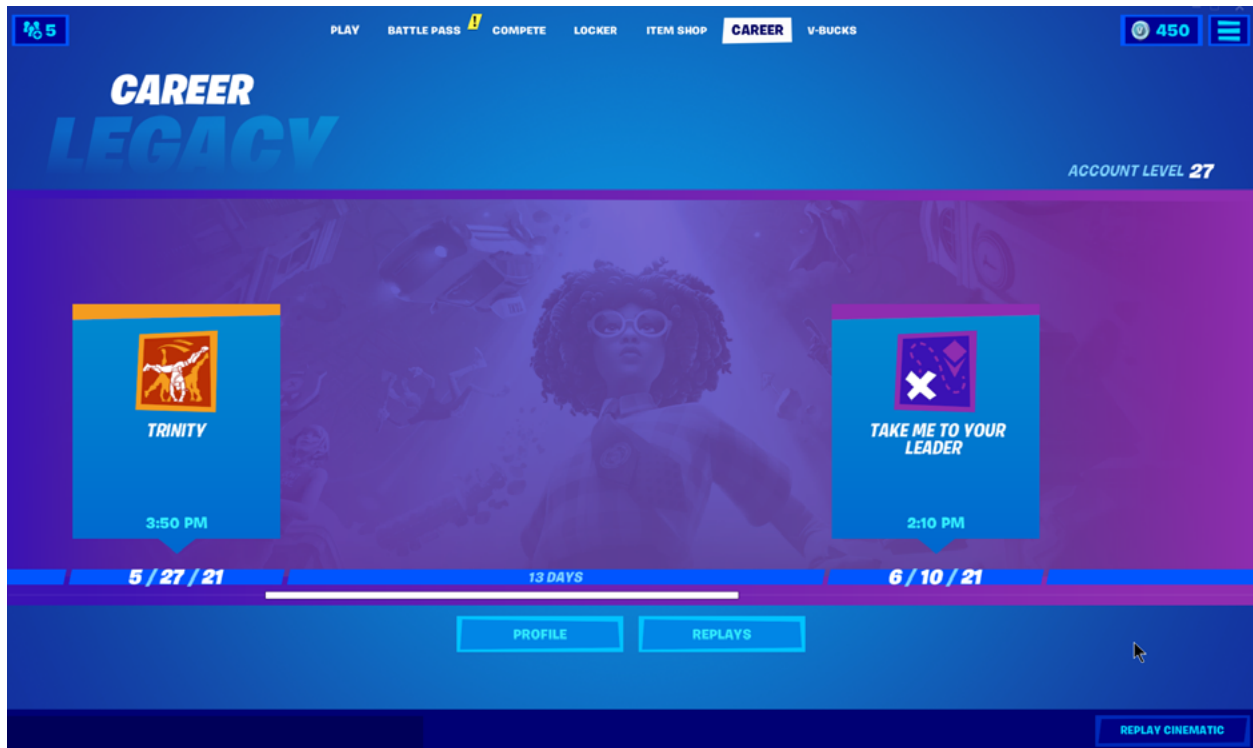 5
PLAY BATTLE PASS ! COMPETE LOCKER ITEM SHOP CAREER V-BUCKS
450
CAREER
LEGACY
ACCOUNT LEVEL 27
TRINITY
3:50 PM
TAKE ME TO YOUR
LEADER
2:10 PM
5/27/21
13 DAYS
6/10/21
PROFILE
REPLAYS
REPLAY CINEMATIC